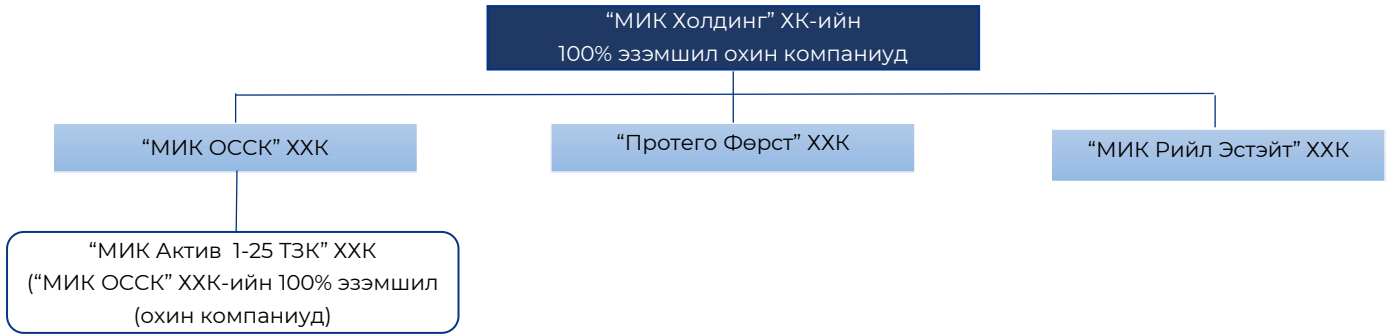 “МИК Холдинг” ХК-ийн
100% эзэмшил охин компаниуд
“МИК ОССК” ХХК
“Протего Фөрст” ХХК
“МИК Рийл Эстэйт” ХХК
“МИК Актив 1-25 ТЗК” ХХК
(“МИК ОССК” ХХК-ийн 100% эзэмшил
(охин компаниуд)